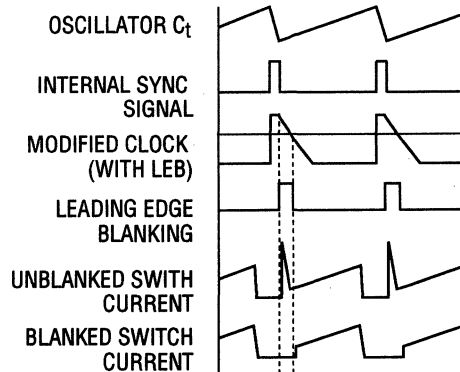 OSCILLATOR Ct
INTERNAL SYNC
SIGNAL
MODIFIED CLOCK
(WITH LEB)
LEADING EDGE
BLANKING
UNBLANKED SWITH
CURRENT
BLANKED SWITCH
CURRENT